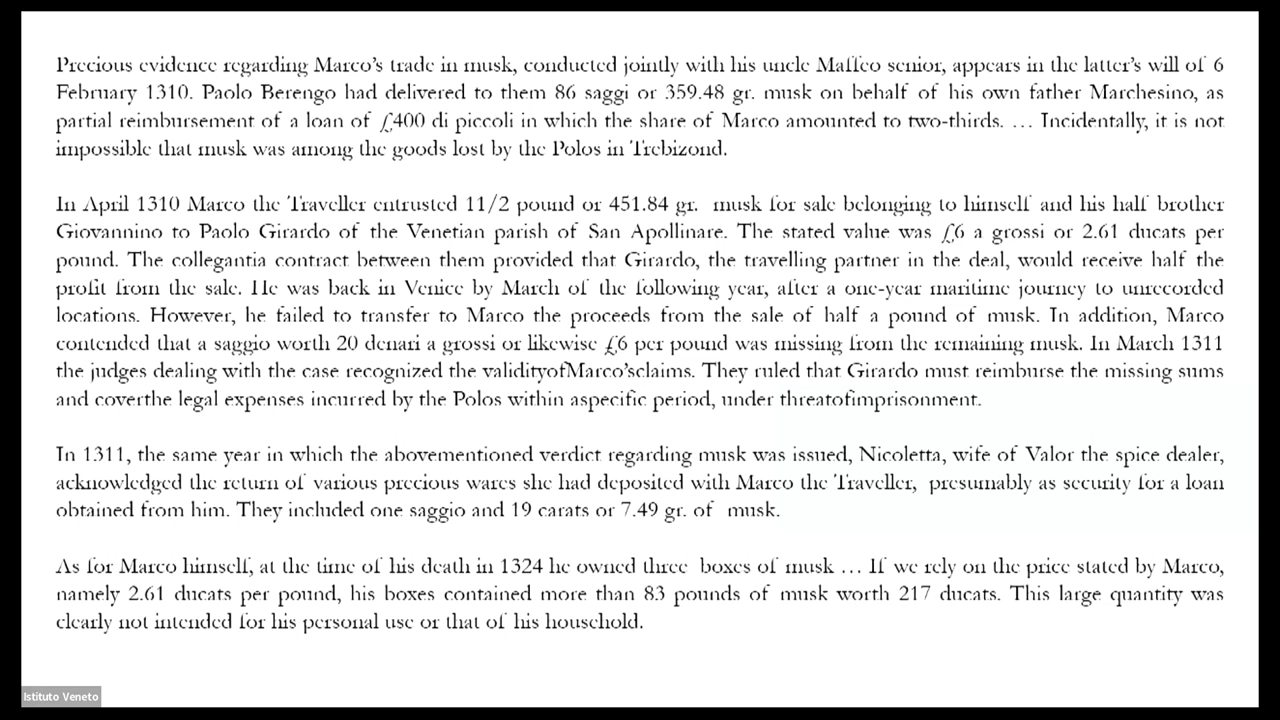 Precious evidence regarding Marco's trade in musk, conducted jointly with his uncle Maffeo senior, appears in the latter's will of 6
February 1310. Paolo Berengo had delivered to them 86 saggi or 359.48 gr. musk on behalf of his own father Marchesino, as
partial reimbursement of a loan of £400 di piccoli in which the share of Marco amounted to two-thirds. … Incidentally, it is not
impossible that musk was among the goods lost by the Polos in Trebizond.
In April 1310 Marco the Traveller entrusted 11/2 pound or 451.84 gr. musk for sale belonging to himself and his half brother
Giovannino to Paolo Girardo of the Venetian parish of San Apollinare. The stated value was £6 a grossi or 2.61 ducats per
pound. The collegantia contract between them provided that Girardo, the travelling partner in the deal, would receive half the
profit from the sale. He was back in Venice by March of the following year, after a one-year maritime journey to unrecorded
locations. However, he failed to transfer to Marco the proceeds from the sale of half a pound of musk. In addition, Marco
contended that a saggio worth 20 denari a grossi or likewise £6 per pound was missing from the remaining musk. In March 1311
the judges dealing with the case recognized the validityofMarco'sclaims. They ruled that Girardo must reimburse the missing sums
and coverthe legal expenses incurred by the Polos within aspecific period, under threatofimprisonment.
In 1311, the same year in which the abovementioned verdict regarding musk was issued, Nicoletta, wife of Valor the spice dealer,
acknowledged the return of various precious wares she had deposited with Marco the Traveller, presumably as security for a loan
obtained from him. They included one saggio and 19 carats or 7.49 gr. of musk.
As for Marco himself, at the time of his death in 1324 he owned three boxes of musk … If we rely on the price stated by Marco,
namely 2.61 ducats per pound, his boxes contained more than 83 pounds of musk worth 217 ducats. This large quantity was
clearly not intended for his personal use or that of his household.
Istituto Veneto